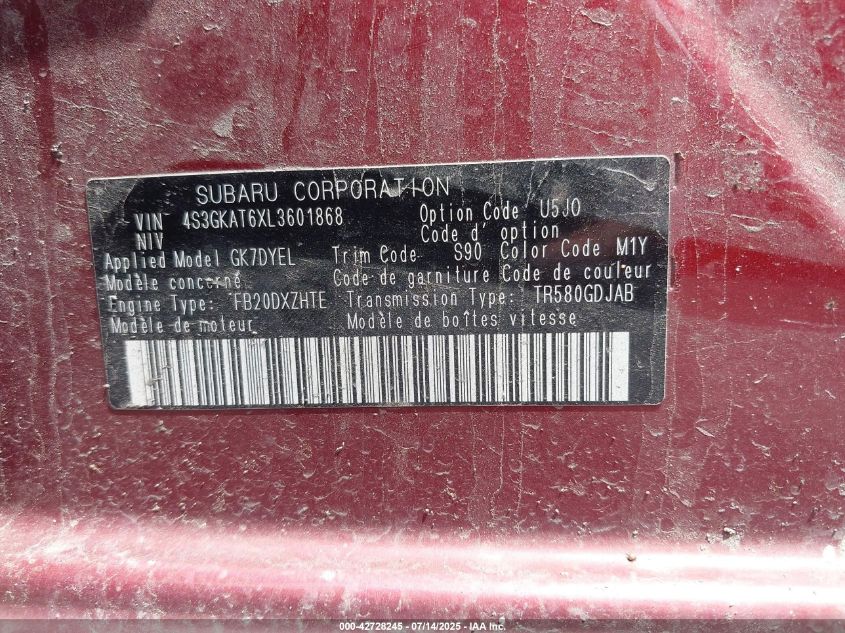 SUBARU CORPORATION
VIN 4S3GKAT6XL3601868 Option Code U5JO
NIV Code d'option
Applied Model GK7DYEL Trim Code S90 Color Code M1Y
Modèle concerné Code de garniture Code de couleur
Engine Type: FB20DXZHTE Transmission Type: TR580GDJAB
Modèle de moteur Modèle de boîtes vitesse
000-42728245 - 07/14/2025 - IAA Inc.